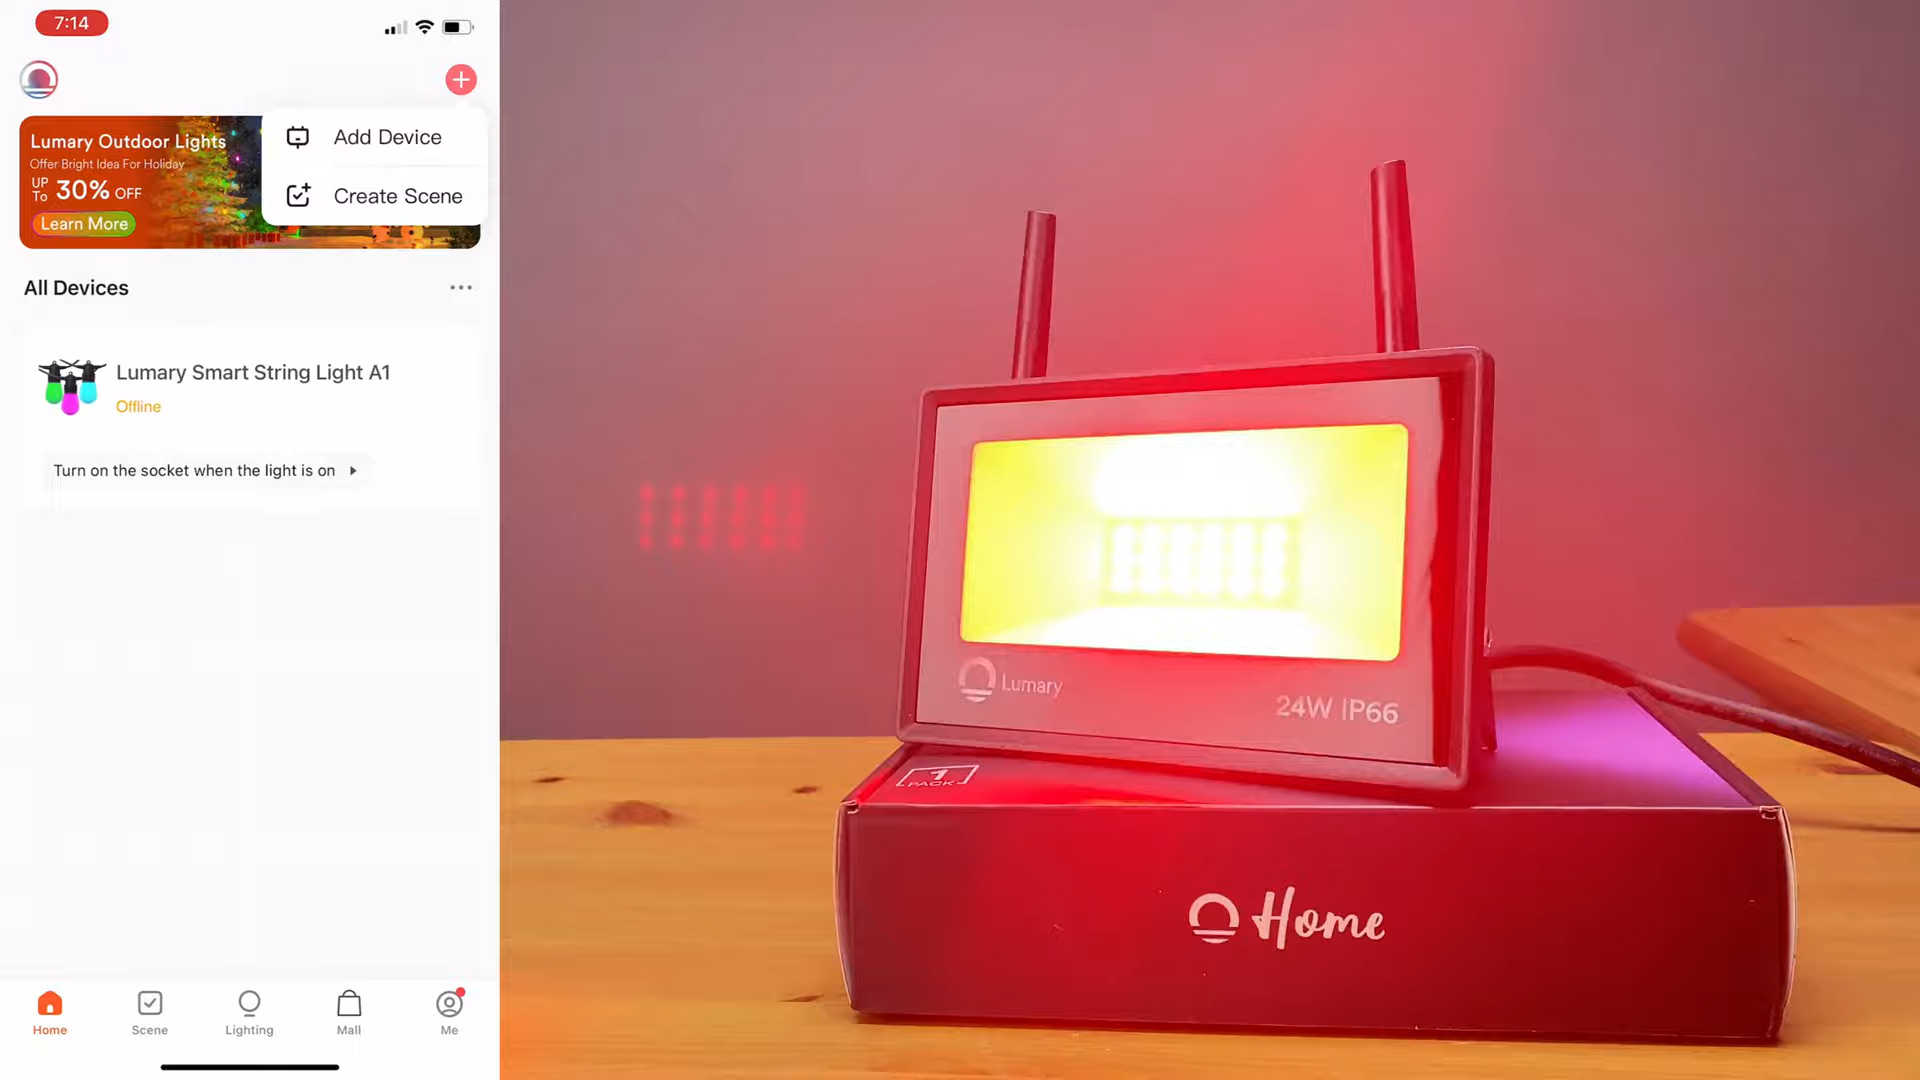 7:14
Lumary Outdoor Lights
Offer Bright Idea For Holiday
UP To 30% OFF
Learn More
Add Device
Create Scene
All Devices
Lumary Smart String Light A1
Offline
Turn on the socket when the light is on
Home
Scene
Lighting
Mall
Me
Lumary
24W IP66
1
PACK
Home